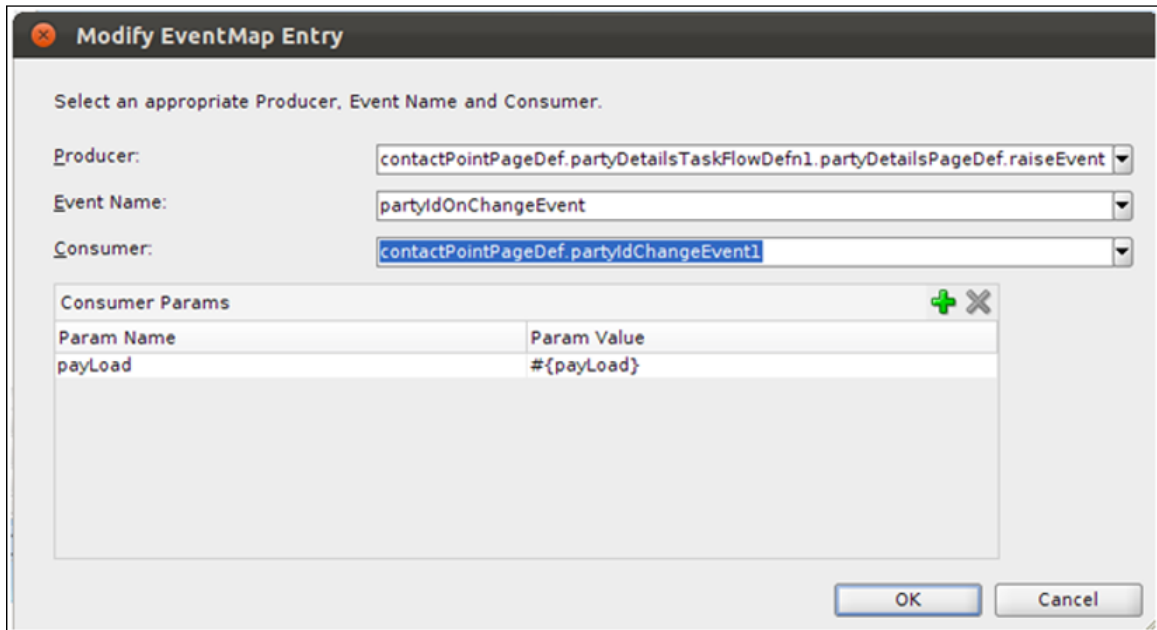 Modify EventMap Entry
Select an appropriate Producer, Event Name and Consumer.
Producer: contactPointPageDef.partyDetailsTaskFlowDefn1.partyDetailsPageDef.raiseEvent
Event Name: partyIdOnChangeEvent
Consumer: contactPointPageDef.partyIdChangeEvent1
Consumer Params
Param Name Param Value
payLoad #{payLoad}
OK Cancel